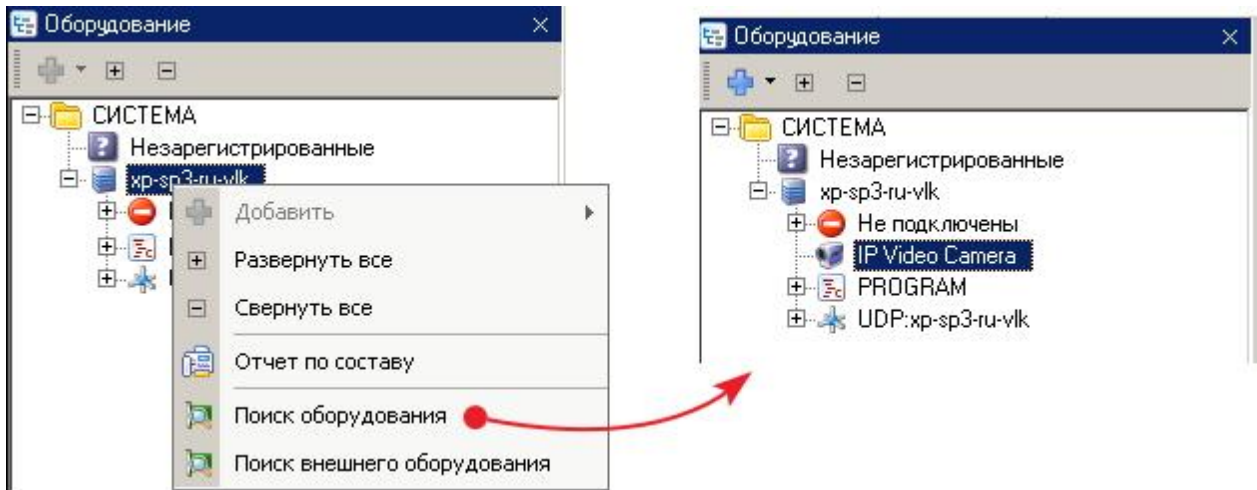 Оборудование
СИСТЕМА
Незарегистрированные
xp-sp3-ru-vlk
Добавить
Развернуть все
Свернуть все
Отчет по составу
Поиск оборудования
Поиск внешнего оборудования
Оборудование
СИСТЕМА
Незарегистрированные
xp-sp3-ru-vlk
Не подключены
IP Video Camera
PROGRAM
UDP:xp-sp3-ru-vlk